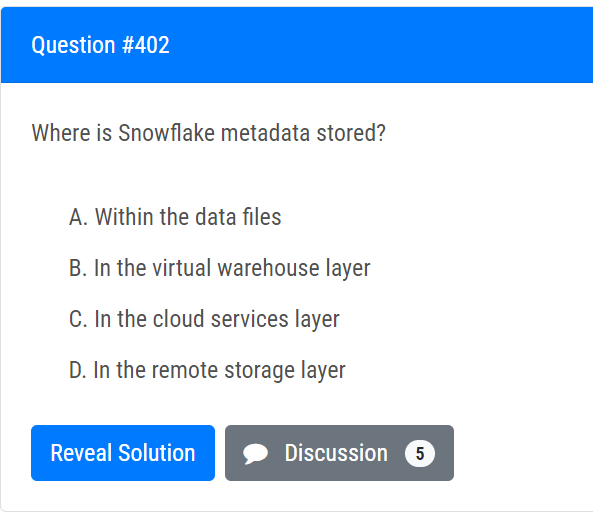 Question #402
Where is Snowflake metadata stored?
A. Within the data files
B. In the virtual warehouse layer
C. In the cloud services layer
D. In the remote storage layer
Reveal Solution Discussion 5